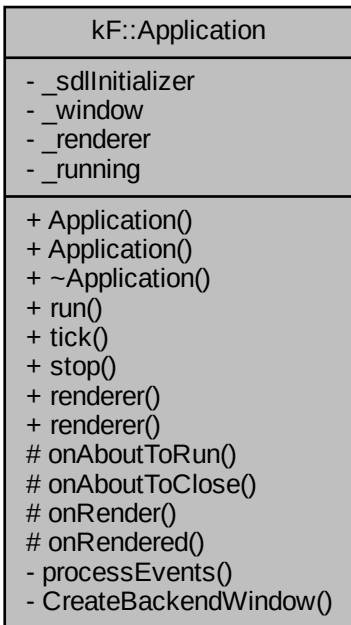 kF::Application
- _sdlInitializer
- _window
- _renderer
- _running
+ Application()
+ Application()
+ ~Application()
+ run()
+ tick()
+ stop()
+ renderer()
+ renderer()
# onAboutToRun()
# onAboutToClose()
# onRender()
# onRendered()
- processEvents()
- CreateBackendWindow()